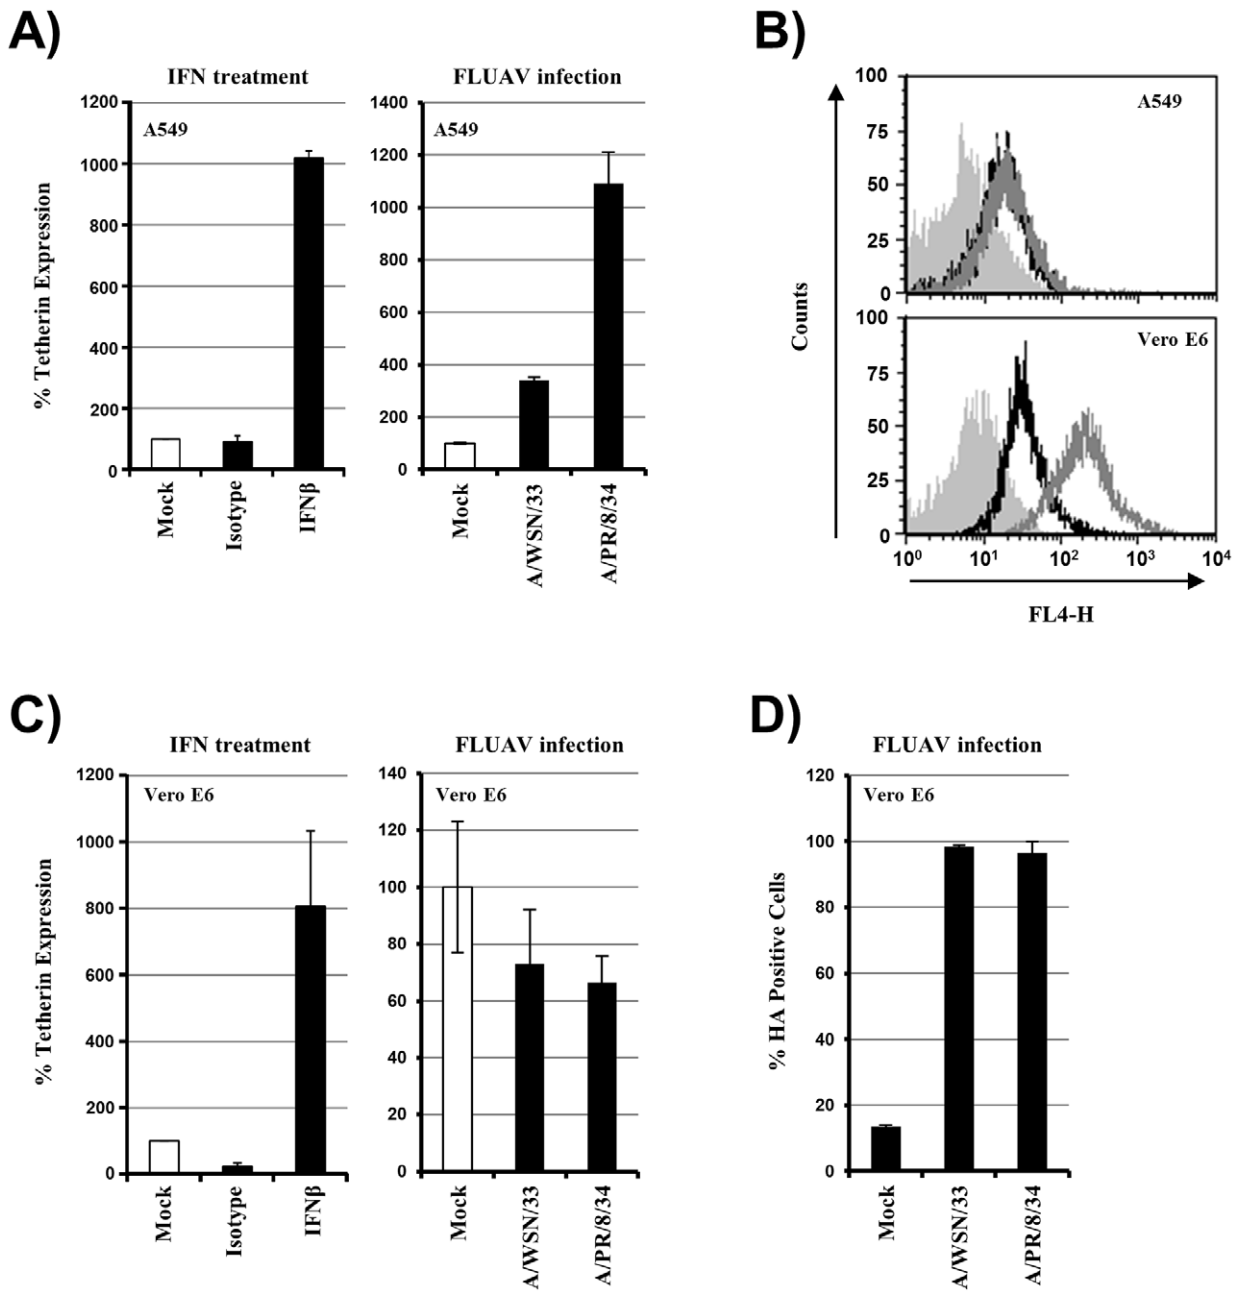 A)
IFN treatment
FLUAV infection
% Tetherin Expression
1200
1000
800
600
400
200
0
A549
Mock
Isotype
IFNβ
1400
1200
1000
800
600
400
200
0
A549
Mock
A/WSN/33
A/PR/8/34
B)
Counts
100
75
50
25
0
A549
100
75
50
25
0
Vero E6
10⁰ 10¹ 10² 10³ 10⁴
FL4-H
C)
IFN treatment
FLUAV infection
% Tetherin Expression
1200
1000
800
600
400
200
0
Vero E6
Mock
Isotype
IFNβ
140
120
100
80
60
40
20
0
Vero E6
Mock
A/WSN/33
A/PR/8/34
D)
FLUAV infection
% HA Positive Cells
120
100
80
60
40
20
0
Vero E6
Mock
A/WSN/33
A/PR/8/34